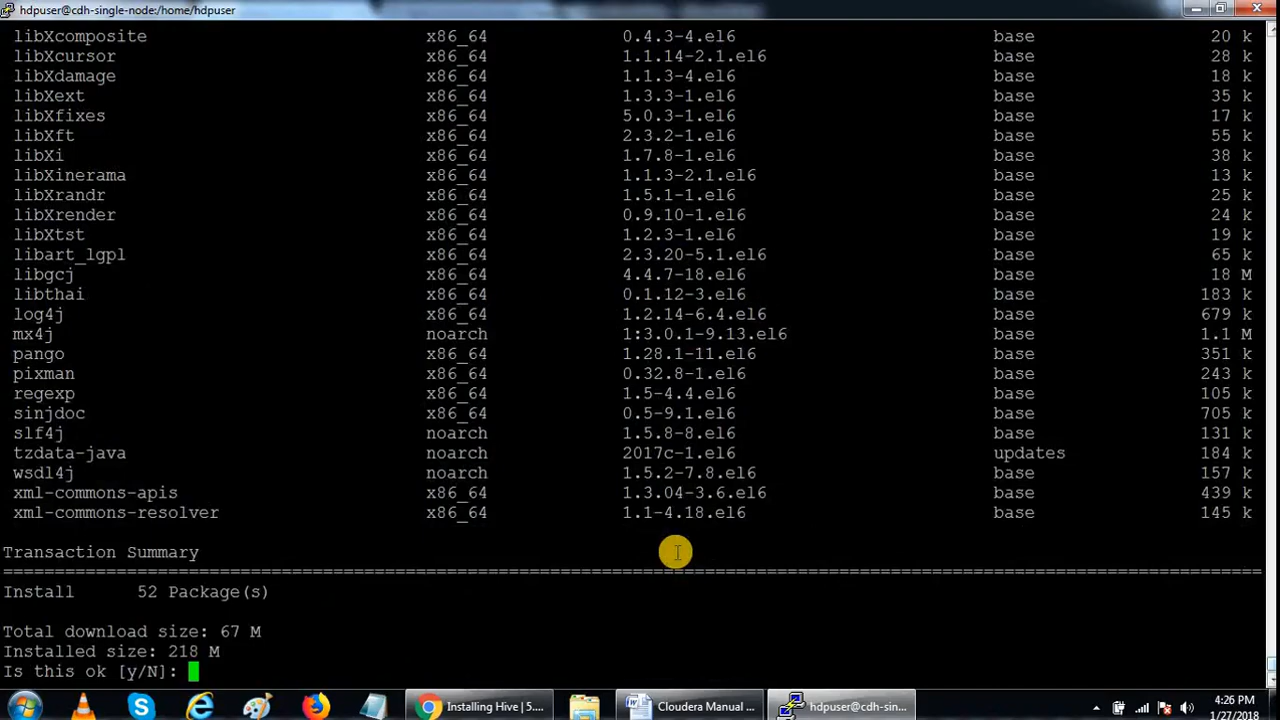 hdpuser@cdh-single-node:/home/hdpuser
libXcomposite x86_64 0.4.3-4.el6 base 20 k
libXcursor x86_64 1.1.14-2.1.el6 base 28 k
libXdamage x86_64 1.1.3-4.el6 base 18 k
libXext x86_64 1.3.3-1.el6 base 35 k
libXfixes x86_64 5.0.3-1.el6 base 17 k
libXft x86_64 2.3.2-1.el6 base 55 k
libXi x86_64 1.7.8-1.el6 base 38 k
libXinerama x86_64 1.1.3-2.1.el6 base 13 k
libXrandr x86_64 1.5.1-1.el6 base 25 k
libXrender x86_64 0.9.10-1.el6 base 24 k
libXtst x86_64 1.2.3-1.el6 base 19 k
libart_lgpl x86_64 2.3.20-5.1.el6 base 65 k
libgcj x86_64 4.4.7-18.el6 base 18 M
libthai x86_64 0.1.12-3.el6 base 183 k
log4j x86_64 1.2.14-6.4.el6 base 679 k
mx4j noarch 1:3.0.1-9.13.el6 base 1.1 M
pango x86_64 1.28.1-11.el6 base 351 k
pixman x86_64 0.32.8-1.el6 base 243 k
regexp x86_64 1.5-4.4.el6 base 105 k
sinjdoc x86_64 0.5-9.1.el6 base 705 k
slf4j noarch 1.5.8-8.el6 base 131 k
tzdata-java noarch 2017c-1.el6 updates 184 k
wsdl4j noarch 1.5.2-7.8.el6 base 157 k
xml-commons-apis x86_64 1.3.04-3.6.el6 base 439 k
xml-commons-resolver x86_64 1.1-4.18.el6 base 145 k
Transaction Summary
================================================================================
Install 52 Package(s)
Total download size: 67 M
Installed size: 218 M
Is this ok [y/N]:
Installing Hive | 5.... Cloudera Manual ... hdpuser@cdh-sin... 4:26 PM
1/27/2018